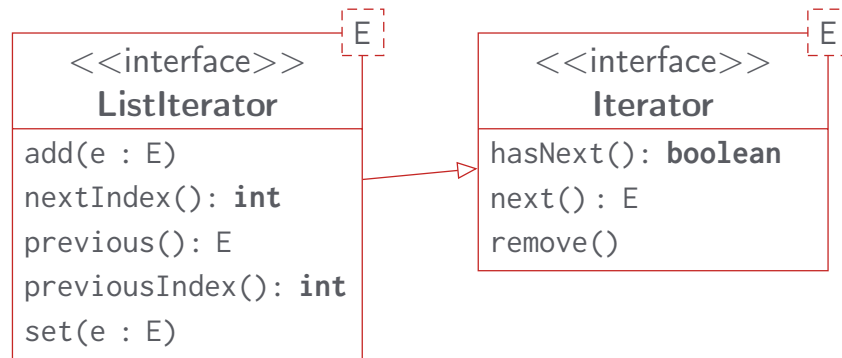 E
<<interface>>
ListIterator
add(e : E)
nextIndex(): int
previous(): E
previousIndex(): int
set(e : E)
E
<<interface>>
Iterator
hasNext(): boolean
next(): E
remove()